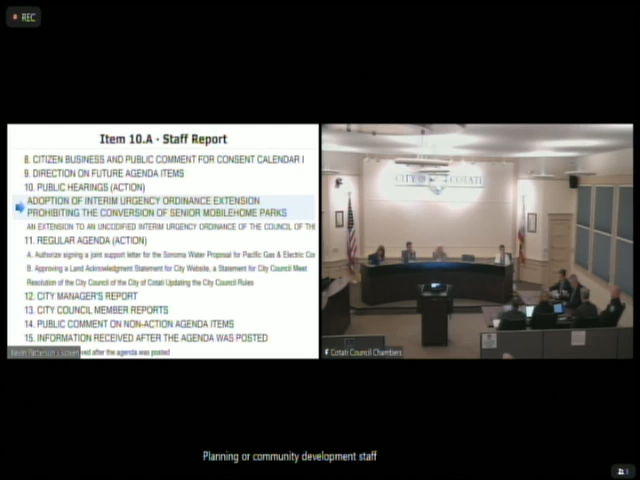 REC
Item 10.A - Staff Report
8. CITIZEN BUSINESS AND PUBLIC COMMENT FOR CONSENT CALENDAR I
9. DIRECTION ON FUTURE AGENDA ITEMS
10. PUBLIC HEARINGS (ACTION)
ADOPTION OF INTERIM URGENCY ORDINANCE EXTENSION
PROHIBITING THE CONVERSION OF SENIOR MOBILEHOME PARKS
AN EXTENSION TO AN UNCODIFIED INTERIM URGENCY ORDINANCE OF THE COUNCIL OF TH
11. REGULAR AGENDA (ACTION)
A. Authorize signing a joint support letter for the Sonoma Water Proposal for Pacific Gas & Electric Co
B. Approving a Land Acknowledgment Statement for City Website, a Statement for City Council Meet
Resolution of the City Council of the City of Cotati Updating the City Council Rules
12. CITY MANAGER'S REPORT
13. CITY COUNCIL MEMBER REPORTS
14. PUBLIC COMMENT ON NON-ACTION AGENDA ITEMS
15. INFORMATION RECEIVED AFTER THE AGENDA WAS POSTED
Kevin Patterson
ved after the agenda was posted
CITY OF COTATI
Cotati Council Chambers
Planning or community development staff